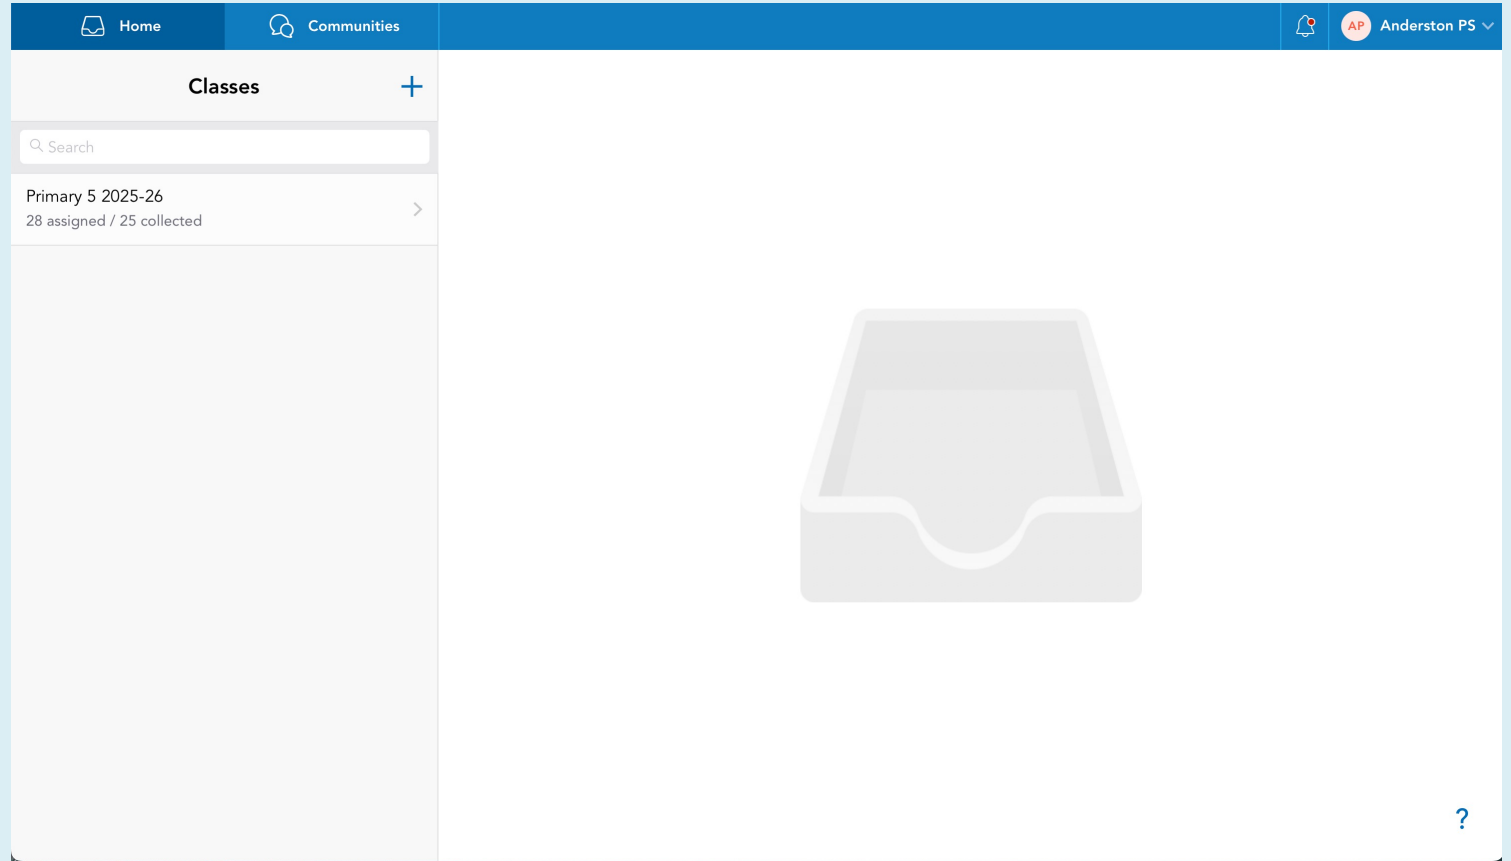 Home
Communities
AP
Anderston PS
Classes
Search
Primary 5 2025-26
28 assigned / 25 collected
?